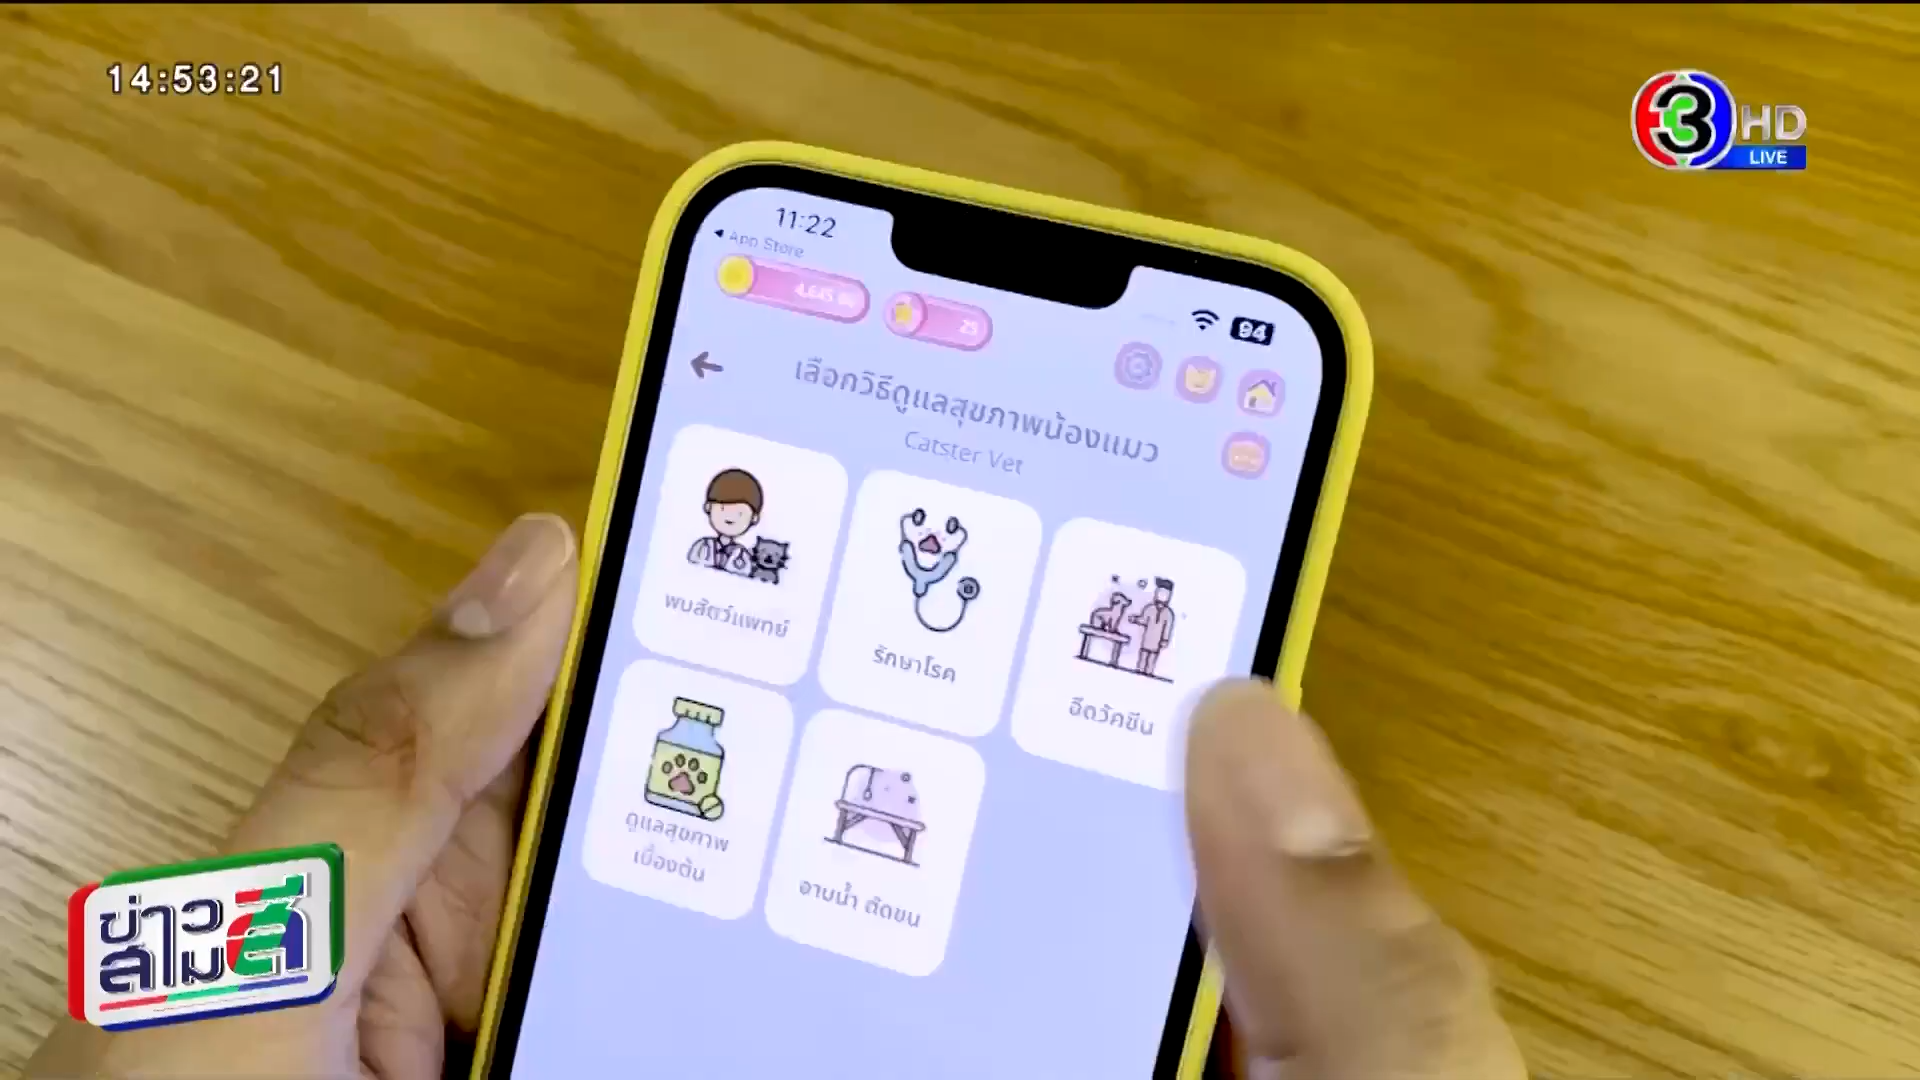 14:53:21
3 HD
LIVE
11:22
App Store
94
25
เลือกวิธีดูแลสุขภาพน้องแมว
Catster Vet
พบสัตว์แพทย์
รักษาโรค
ฉีดวัคซีน
ดูแลสุขภาพ
เบื้องต้น
อาบน้ำ ตัดขน
ข่าว
สามสี